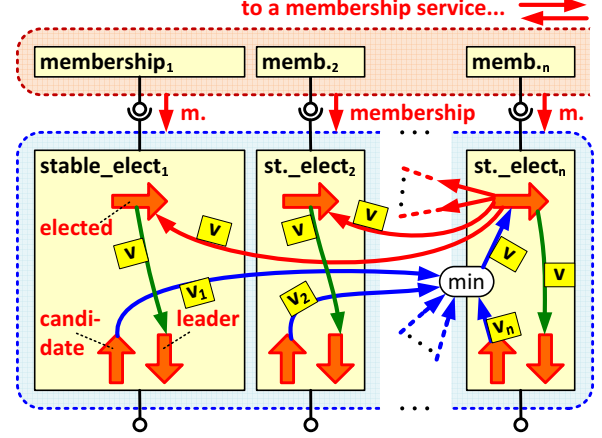 to a membership service...
membership₁
memb.₂
memb.ₙ
m.
membership
m.
...
stable_elect₁
st._elect₂
st._electₙ
elected
v
v
v
v
v
v
v₁
v₂
min
vₙ
candi-
date
leader
...